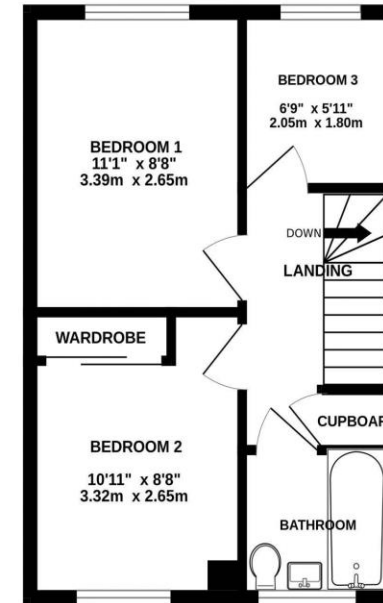 BEDROOM 1
11'1" x 8'8"
3.39m x 2.65m
BEDROOM 3
6'9" x 5'11"
2.05m x 1.80m
DOWN
LANDING
WARDROBE
BEDROOM 2
10'11" x 8'8"
3.32m x 2.65m
CUPBOAR
BATHROOM